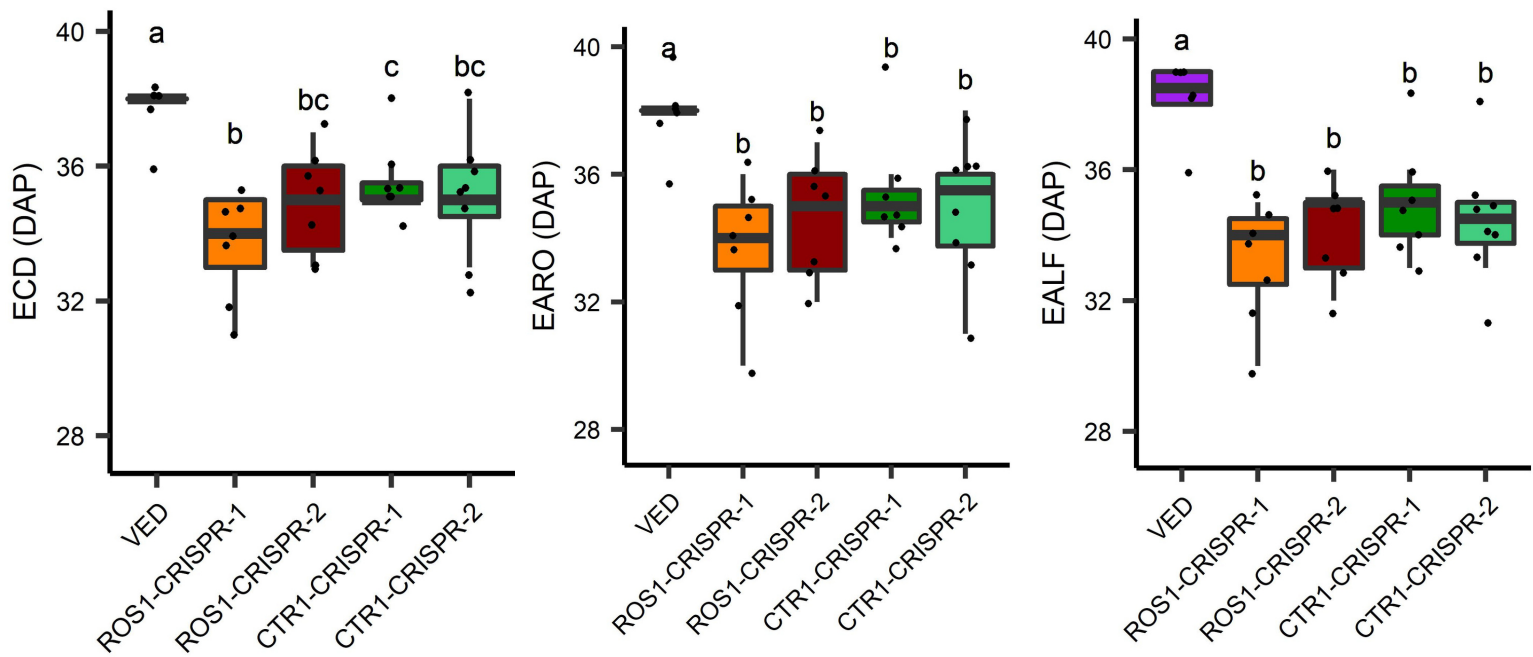 ECD (DAP)
40
36
32
28
a
b
bc
c
bc
VED
ROS1-CRISPR-1
ROS1-CRISPR-2
CTR1-CRISPR-1
CTR1-CRISPR-2
EARO (DAP)
40
36
32
28
a
b
b
b
b
VED
ROS1-CRISPR-1
ROS1-CRISPR-2
CTR1-CRISPR-1
CTR1-CRISPR-2
EALF (DAP)
40
36
32
28
a
b
b
b
b
VED
ROS1-CRISPR-1
ROS1-CRISPR-2
CTR1-CRISPR-1
CTR1-CRISPR-2